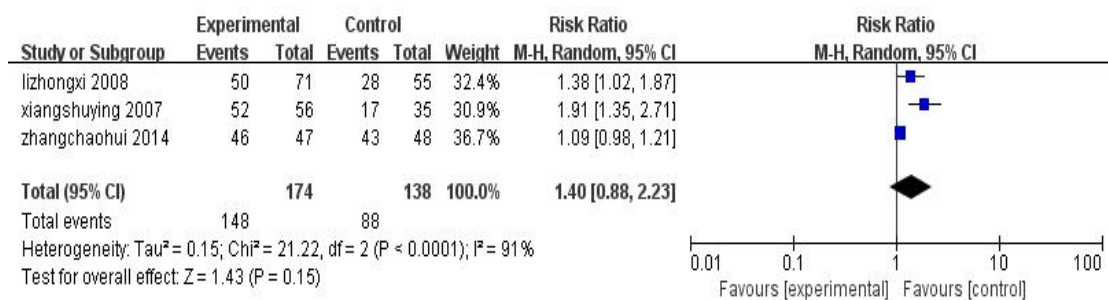 Experimental Control Risk Ratio Risk Ratio
Study or Subgroup Events Total Events Total Weight M-H, Random, 95% CI M-H, Random, 95% CI
lizhongxi 2008 50 71 28 55 32.4% 1.38 [1.02, 1.87]
xiangshuying 2007 52 56 17 35 30.9% 1.91 [1.35, 2.71]
zhangchaohui 2014 46 47 43 48 36.7% 1.09 [0.98, 1.21]
Total (95% CI) 174 138 100.0% 1.40 [0.88, 2.23]
Total events 148 88
Heterogeneity: Tau² = 0.15; Chi² = 21.22, df = 2 (P < 0.0001); I² = 91%
Test for overall effect: Z = 1.43 (P = 0.15)
0.01 0.1 1 10 100
Favours [experimental] Favours [control]